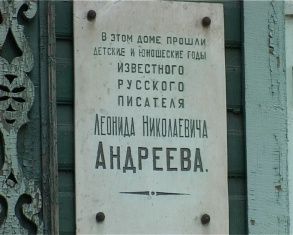 В ЭТОМ ДОМЕ ПРОШЛИ
ДЕТСКИЕ И ЮНОШЕСКИЕ ГОДЫ
ИЗВЕСТНОГО
РУССКОГО
ПИСАТЕЛЯ
ЛЕОНИДА НИКОЛАЕВИЧА
АНДРЕЕВА.